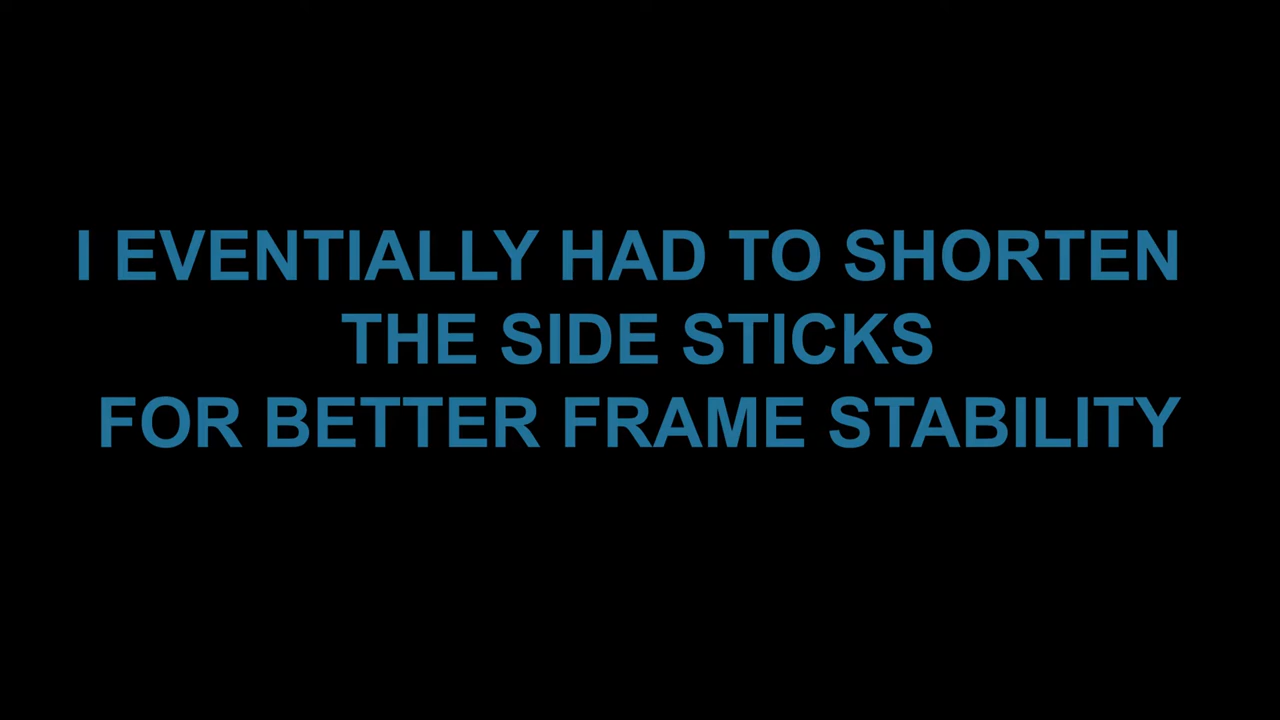 I EVENTIALLY HAD TO SHORTEN
THE SIDE STICKS
FOR BETTER FRAME STABILITY